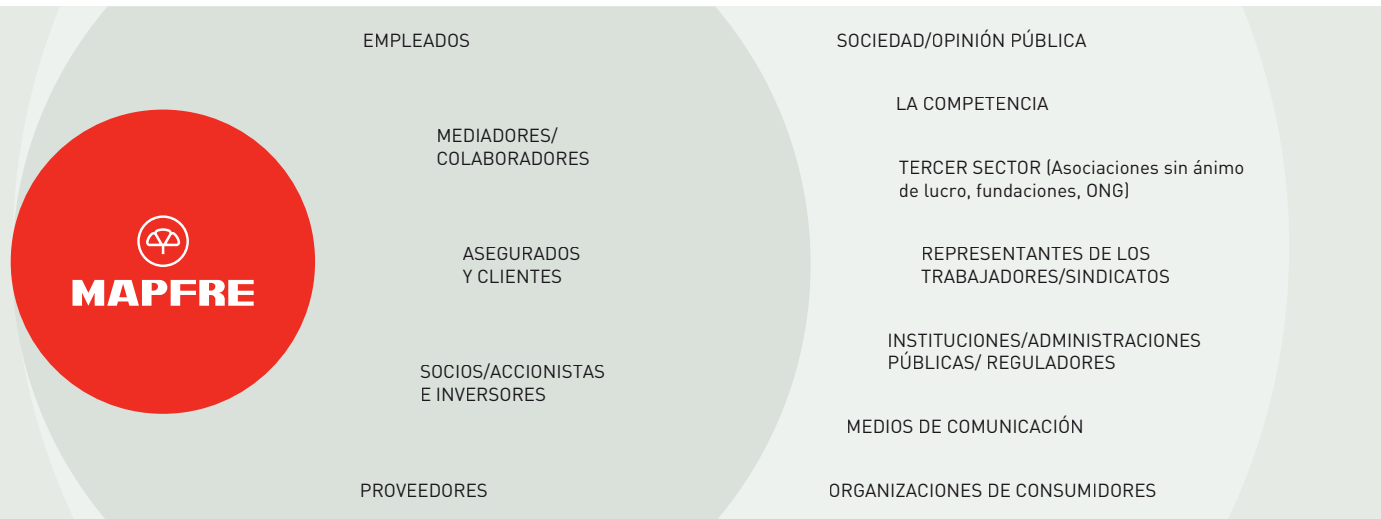 MAPFRE
EMPLEADOS
MEDIADORES/
COLABORADORES
ASEGURADOS
Y CLIENTES
SOCIOS/ACCIONISTAS
E INVERSORES
PROVEEDORES
SOCIEDAD/OPINIÓN PÚBLICA
LA COMPETENCIA
TERCER SECTOR (Asociaciones sin ánimo
de lucro, fundaciones, ONG)
REPRESENTANTES DE LOS
TRABAJADORES/SINDICATOS
INSTITUCIONES/ADMINISTRACIONES
PÚBLICAS/ REGULADORES
MEDIOS DE COMUNICACIÓN
ORGANIZACIONES DE CONSUMIDORES